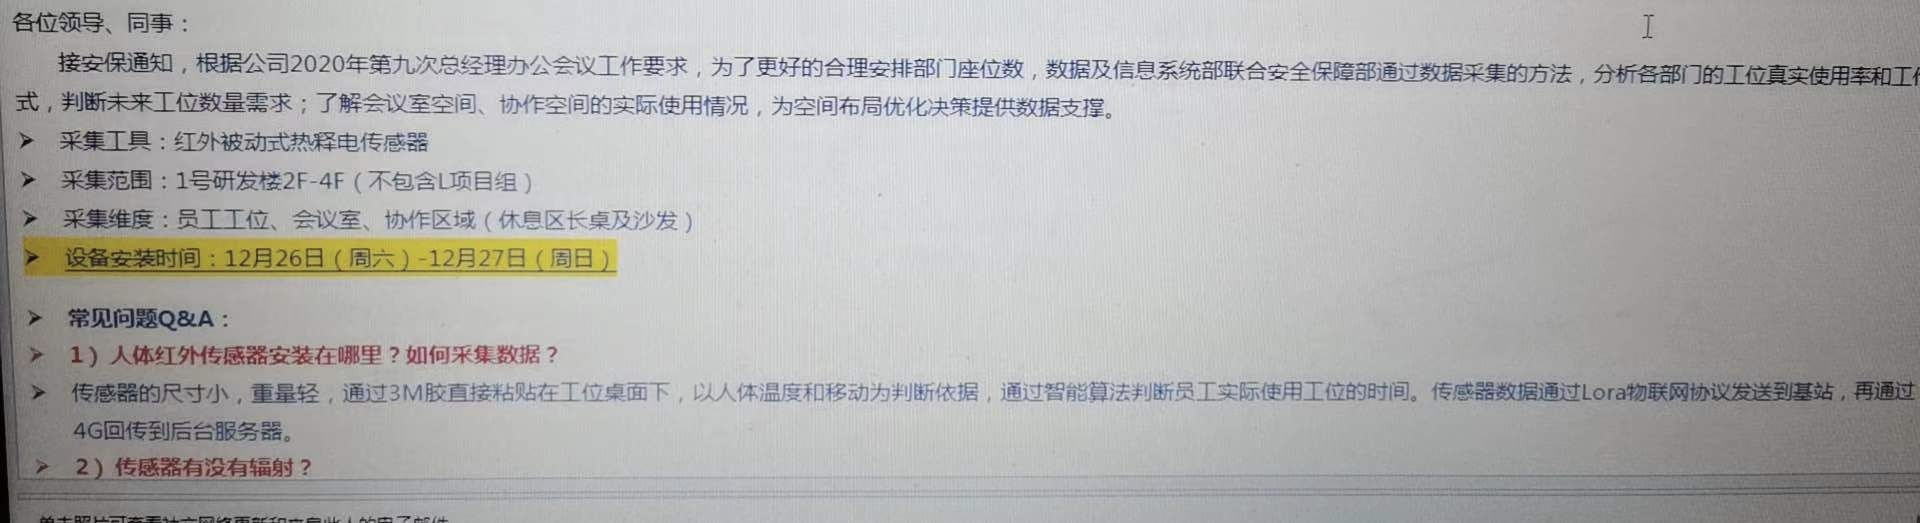 各位领导、同事：
接安保通知，根据公司2020年第九次总经理办公会议工作要求，为了更好的合理安排部门座位数，数据及信息系统部联合安全保障部通过数据采集的方法，分析各部门的工位真实使用率和工作
式，判断未来工位数量需求；了解会议室空间、协作空间的实际使用情况，为空间布局优化决策提供数据支撑。
➤ 采集工具：红外被动式热释电传感器
➤ 采集范围：1号研发楼2F-4F（不包含L项目组）
➤ 采集维度：员工工位、会议室、协作区域（休息区长桌及沙发）
➤ 设备安装时间：12月26日（周六）-12月27日（周日）
➤ 常见问题Q&A：
➤ 1）人体红外传感器安装在哪里？如何采集数据？
➤ 传感器的尺寸小，重量轻，通过3M胶直接粘贴在工位桌面下，以人体温度和移动为判断依据，通过智能算法判断员工实际使用工位的时间。传感器数据通过Lora物联网协议发送到基站，再通过
4G回传到后台服务器。
➤ 2）传感器有没有辐射？